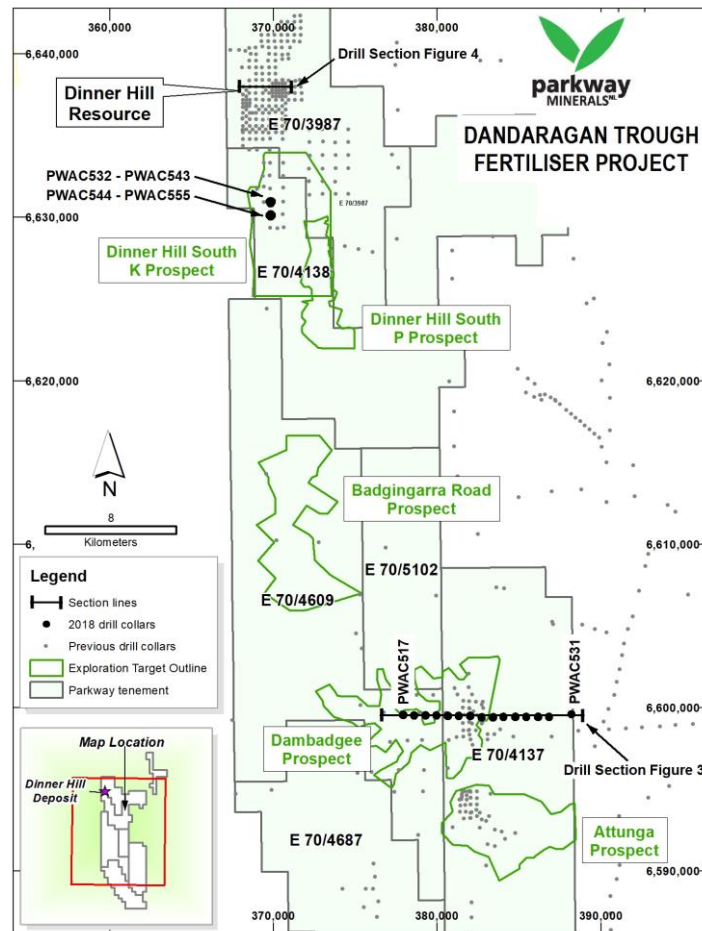 370,000
380,000
6,640,000
Drill Section Figure 4
parkway
MINERALS NL
Dinner Hill
Resource
DANDARAGAN TROUGH
FERTILISER PROJECT
E 70/3987
PWAC532 - PWAC543
PWAC544 - PWAC555
E 70/3987
6,630,000
6,630,000
Dinner Hill South
K Prospect
E 70/4138
Dinner Hill South
P Prospect
6,620,000
6,620,000
N
8
Kilometers
Badgingarra Road
Prospect
6,
6,610,000
E 70/5102
E 70/4609
Legend
Section lines
2018 drill collars
Previous drill collars
Exploration Target Outline
Parkway tenement
PWAC517
PWAC531
6,600,000
Dambadgee
Prospect
E 70/4137
Drill Section Figure 3
Map Location
Dinner Hill
Deposit
E 70/4687
Attunga
Prospect
6,590,000
370,000
380,000
390,000